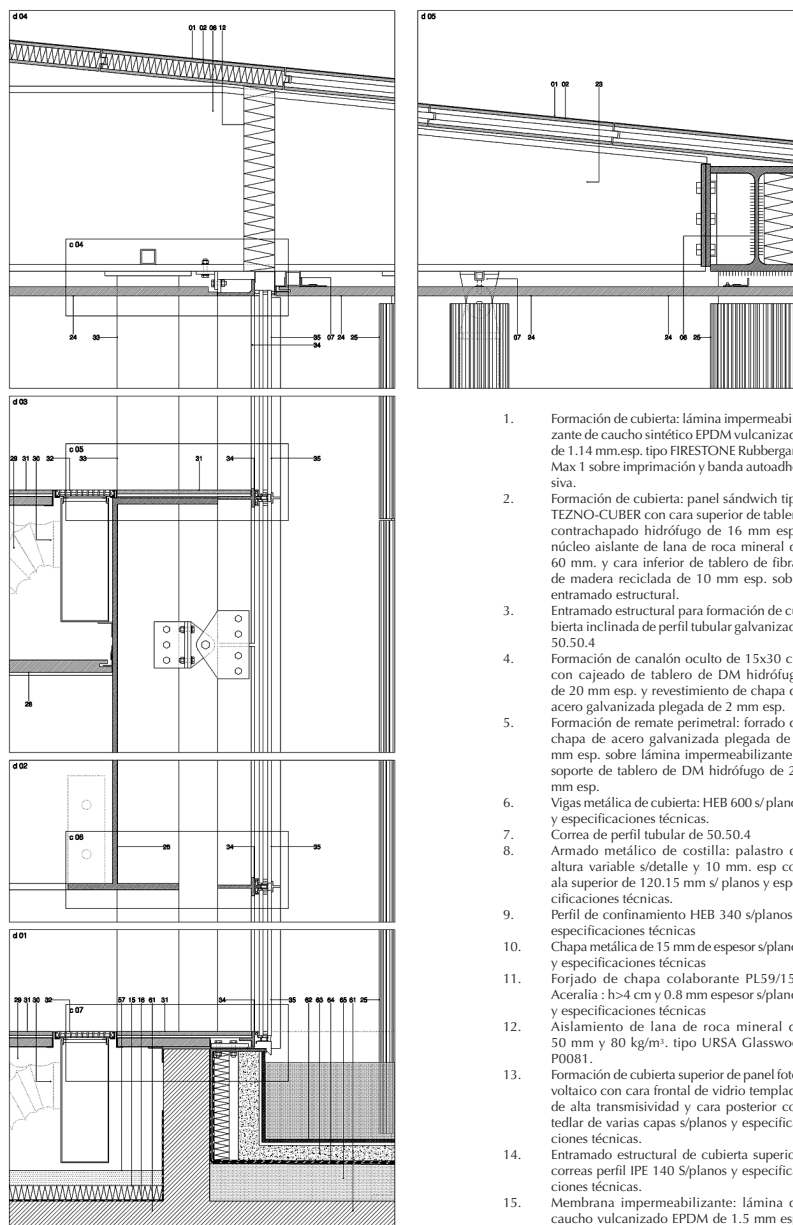 d 04
01 02 06 12
c 04
24 33 35 07 24 25
34
d 05
01 02 23
07 24 24 06 25
d 03
c 05
29 31 30 32 33 31 34 35
28
d 02
c 06
26 34 35
d 01
c 07
29 31 30 32 57 15 16 61 31 34 35 62 63 64 65 25 61
1. Formación de cubierta: lámina impermeabi
zante de caucho sintético EPDM vulcanizad
de 1.14 mm.esp. tipo FIRESTONE Rubbergar
Max 1 sobre imprimación y banda autoadhe
siva.
2. Formación de cubierta: panel sándwich tip
TEZNO-CUBER con cara superior de tabler
contrachapado hidrófugo de 16 mm esp
núcleo aislante de lana de roca mineral d
60 mm. y cara inferior de tablero de fibra
de madera reciclada de 10 mm esp. sobr
entramado estructural.
3. Entramado estructural para formación de cu
bierta inclinada de perfil tubular galvanizad
50.50.4
4. Formación de canalón oculto de 15x30 c
con cajeado de tablero de DM hidrófug
de 20 mm esp. y revestimiento de chapa d
acero galvanizada plegada de 2 mm esp.
5. Formación de remate perimetral: forrado d
chapa de acero galvanizada plegada de
mm esp. sobre lámina impermeabilizante
soporte de tablero de DM hidrófugo de 2
mm esp.
6. Vigas metálica de cubierta: HEB 600 s/ plano
y especificaciones técnicas.
7. Correa de perfil tubular de 50.50.4
8. Armado metálico de costilla: palastro d
altura variable s/detalle y 10 mm. esp co
ala superior de 120.15 mm s/ planos y espe
cificaciones técnicas.
9. Perfil de confinamiento HEB 340 s/planos
especificaciones técnicas
10. Chapa metálica de 15 mm de espesor s/plano
y especificaciones técnicas
11. Forjado de chapa colaborante PL59/15
Aceralia : h>4 cm y 0.8 mm espesor s/plano
y especificaciones técnicas
12. Aislamiento de lana de roca mineral d
50 mm y 80 kg/m³. tipo URSA Glasswoo
P0081.
13. Formación de cubierta superior de panel foto
voltaico con cara frontal de vidrio templad
de alta transmisividad y cara posterior co
tedlar de varias capas s/planos y especifica
ciones técnicas.
14. Entramado estructural de cubierta superio
correas perfil IPE 140 S/planos y especifica
ciones técnicas.
15. Membrana impermeabilizante: lámina d
caucho vulcanizado EPDM de 1.5 mm esp